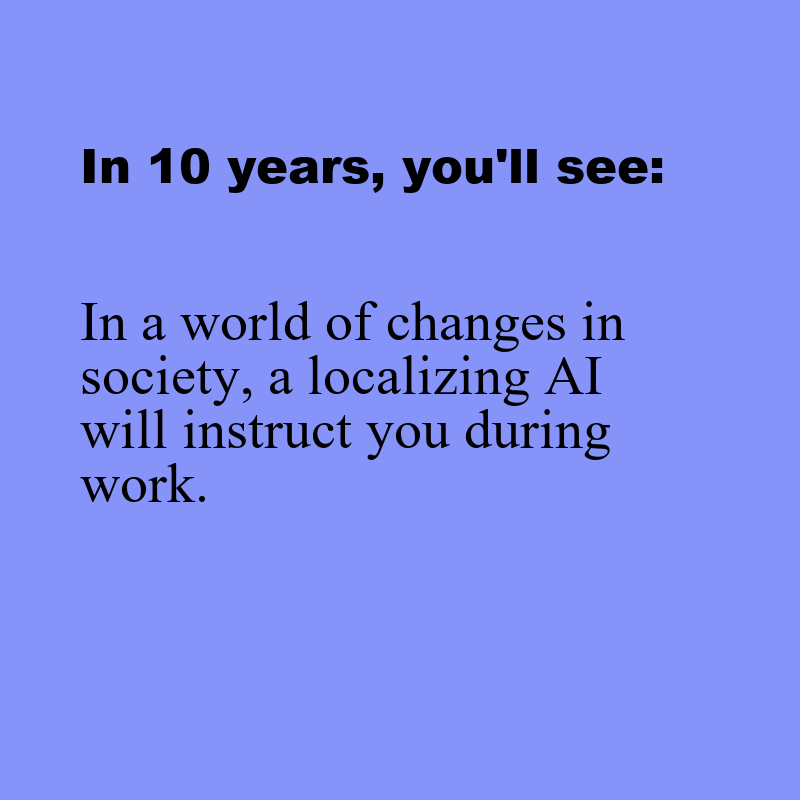 In 10 years, you'll see:
In a world of changes in
society, a localizing AI
will instruct you during
work.